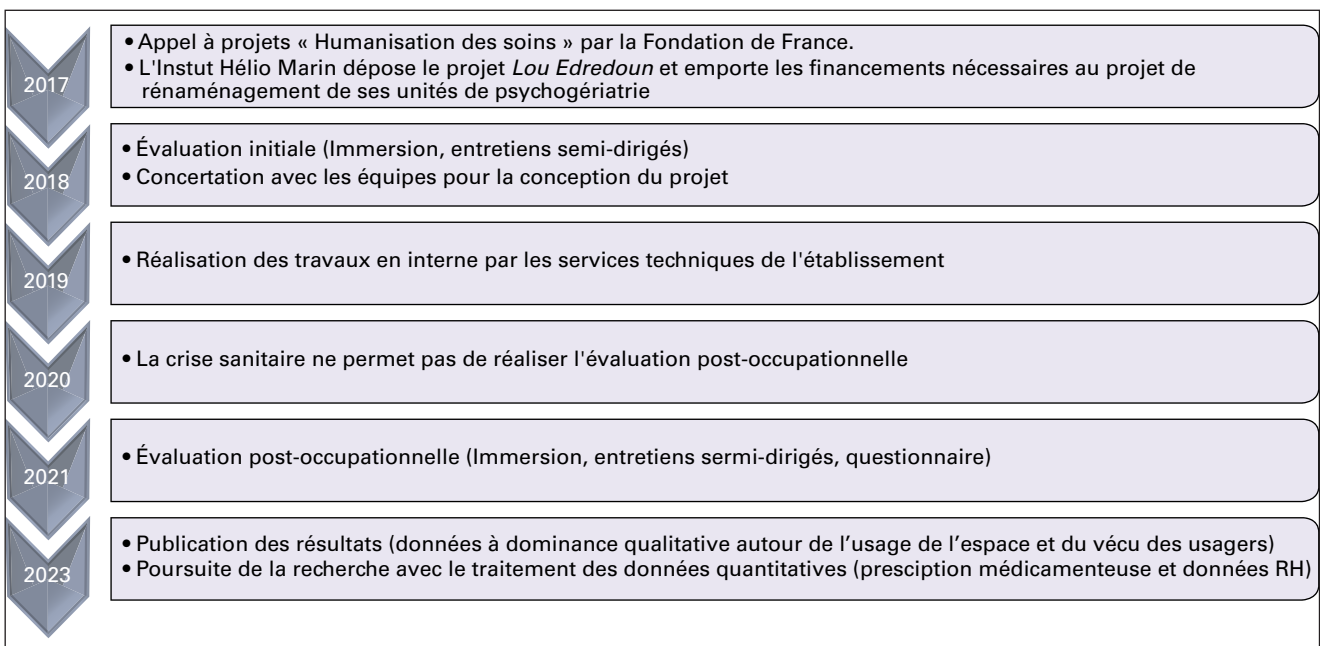 2017
• Appel à projets « Humanisation des soins » par la Fondation de France.
• L'Instut Hélio Marin dépose le projet Lou Edredoun et emporte les financements nécessaires au projet de
rénaménagement de ses unités de psychogériatrie
2018
• Évaluation initiale (Immersion, entretiens semi-dirigés)
• Concertation avec les équipes pour la conception du projet
2019
• Réalisation des travaux en interne par les services techniques de l'établissement
2020
• La crise sanitaire ne permet pas de réaliser l'évaluation post-occupationnelle
2021
• Évaluation post-occupationnelle (Immersion, entretiens sermi-dirigés, questionnaire)
2023
• Publication des résultats (données à dominance qualitative autour de l’usage de l’espace et du vécu des usagers)
• Poursuite de la recherche avec le traitement des données quantitatives (presciption médicamenteuse et données RH)